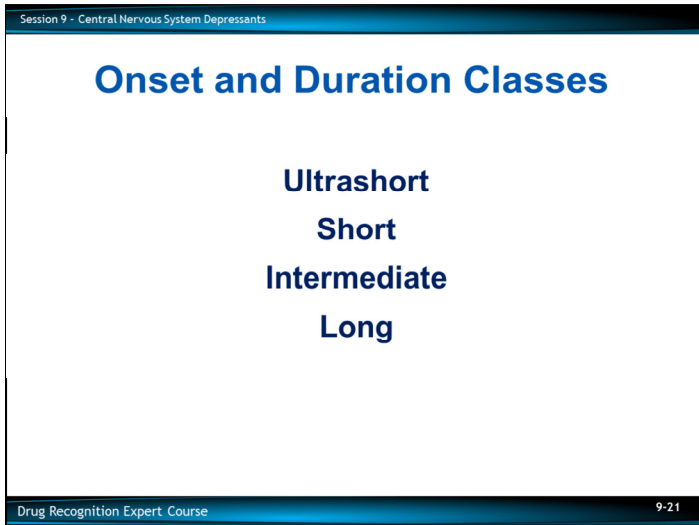 Session 9 - Central Nervous System Depressants
Onset and Duration Classes
Ultrashort
Short
Intermediate
Long
Drug Recognition Expert Course
9-21